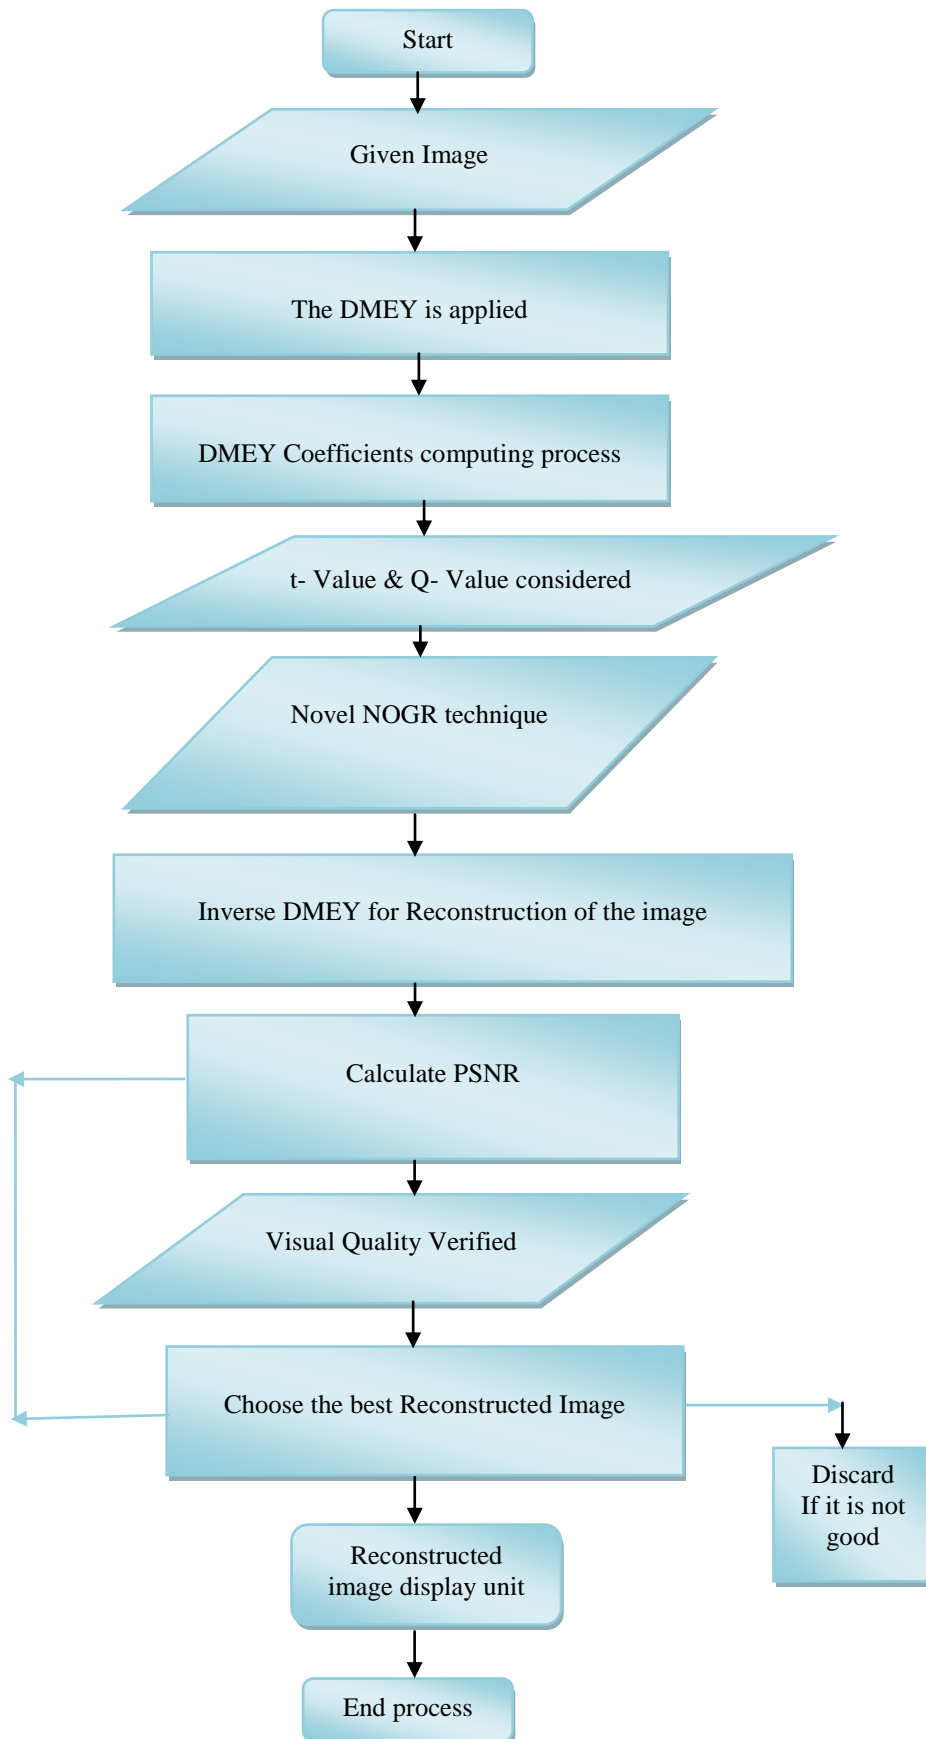 Start
Given Image
The DMEY is applied
DMEY Coefficients computing process
t- Value & Q- Value considered
Novel NOGR technique
Inverse DMEY for Reconstruction of the image
Calculate PSNR
Visual Quality Verified
Choose the best Reconstructed Image
Discard
If it is not
good
Reconstructed
image display unit
End process